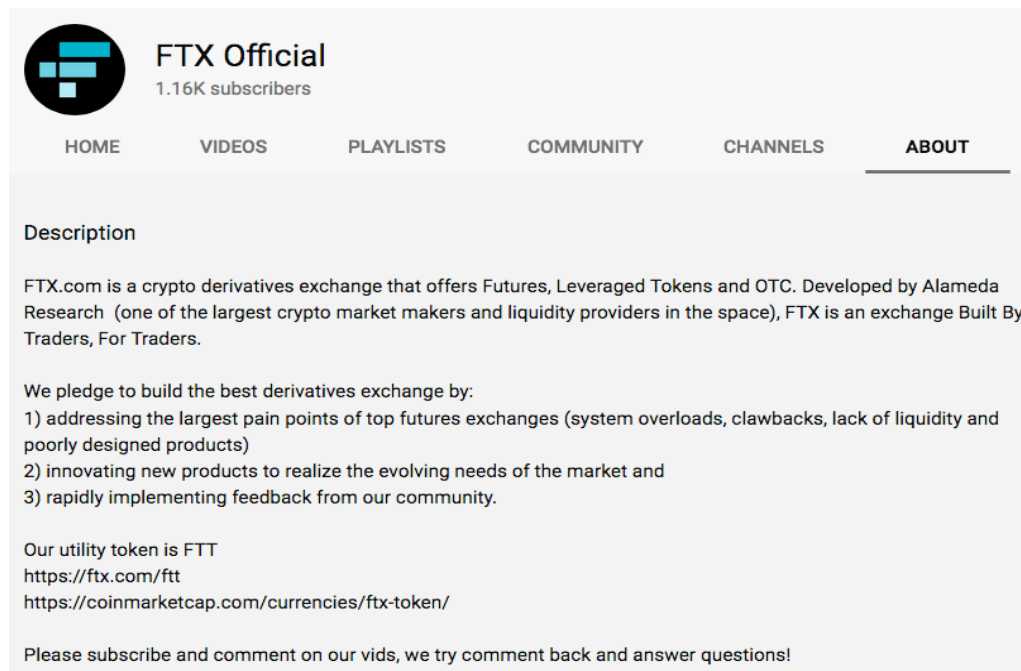 FTX Official
1.16K subscribers
HOME VIDEOS PLAYLISTS COMMUNITY CHANNELS ABOUT
Description
FTX.com is a crypto derivatives exchange that offers Futures, Leveraged Tokens and OTC. Developed by Alameda
Research  (one of the largest crypto market makers and liquidity providers in the space), FTX is an exchange Built By
Traders, For Traders.
We pledge to build the best derivatives exchange by:
1) addressing the largest pain points of top futures exchanges (system overloads, clawbacks, lack of liquidity and
poorly designed products)
2) innovating new products to realize the evolving needs of the market and
3) rapidly implementing feedback from our community.
Our utility token is FTT
https://ftx.com/ftt
https://coinmarketcap.com/currencies/ftx-token/
Please subscribe and comment on our vids, we try comment back and answer questions!